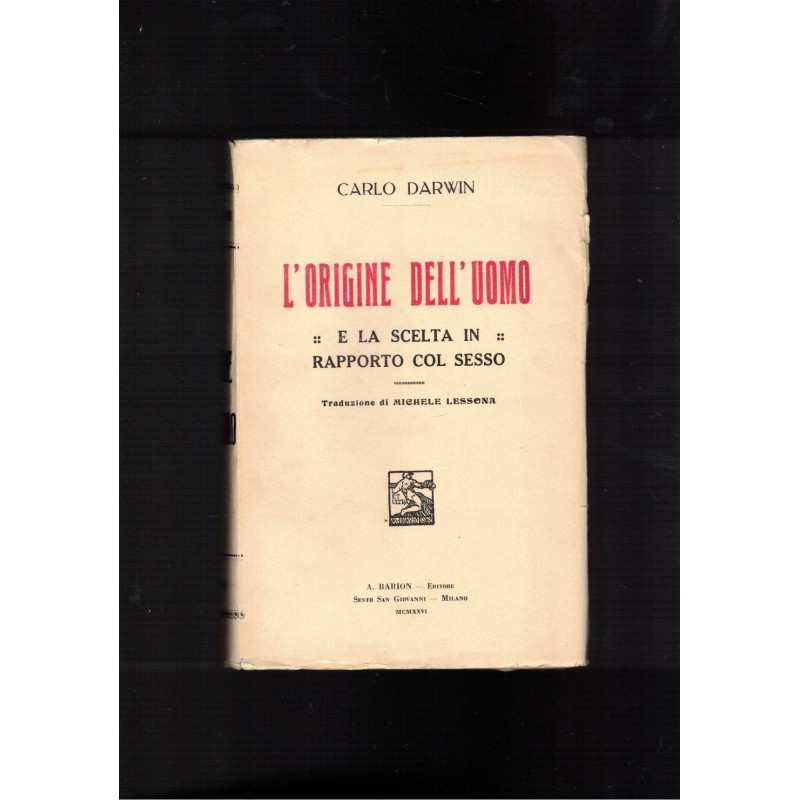 CARLO DARWIN
L'ORIGINE DELL'UOMO
:: E LA SCELTA IN ::
RAPPORTO COL SESSO
Traduzione di MICHELE LESSONA
A. BARION
A. BARION — EDITORE
SESTO SAN GIOVANNI — MILANO
MCMXXVI